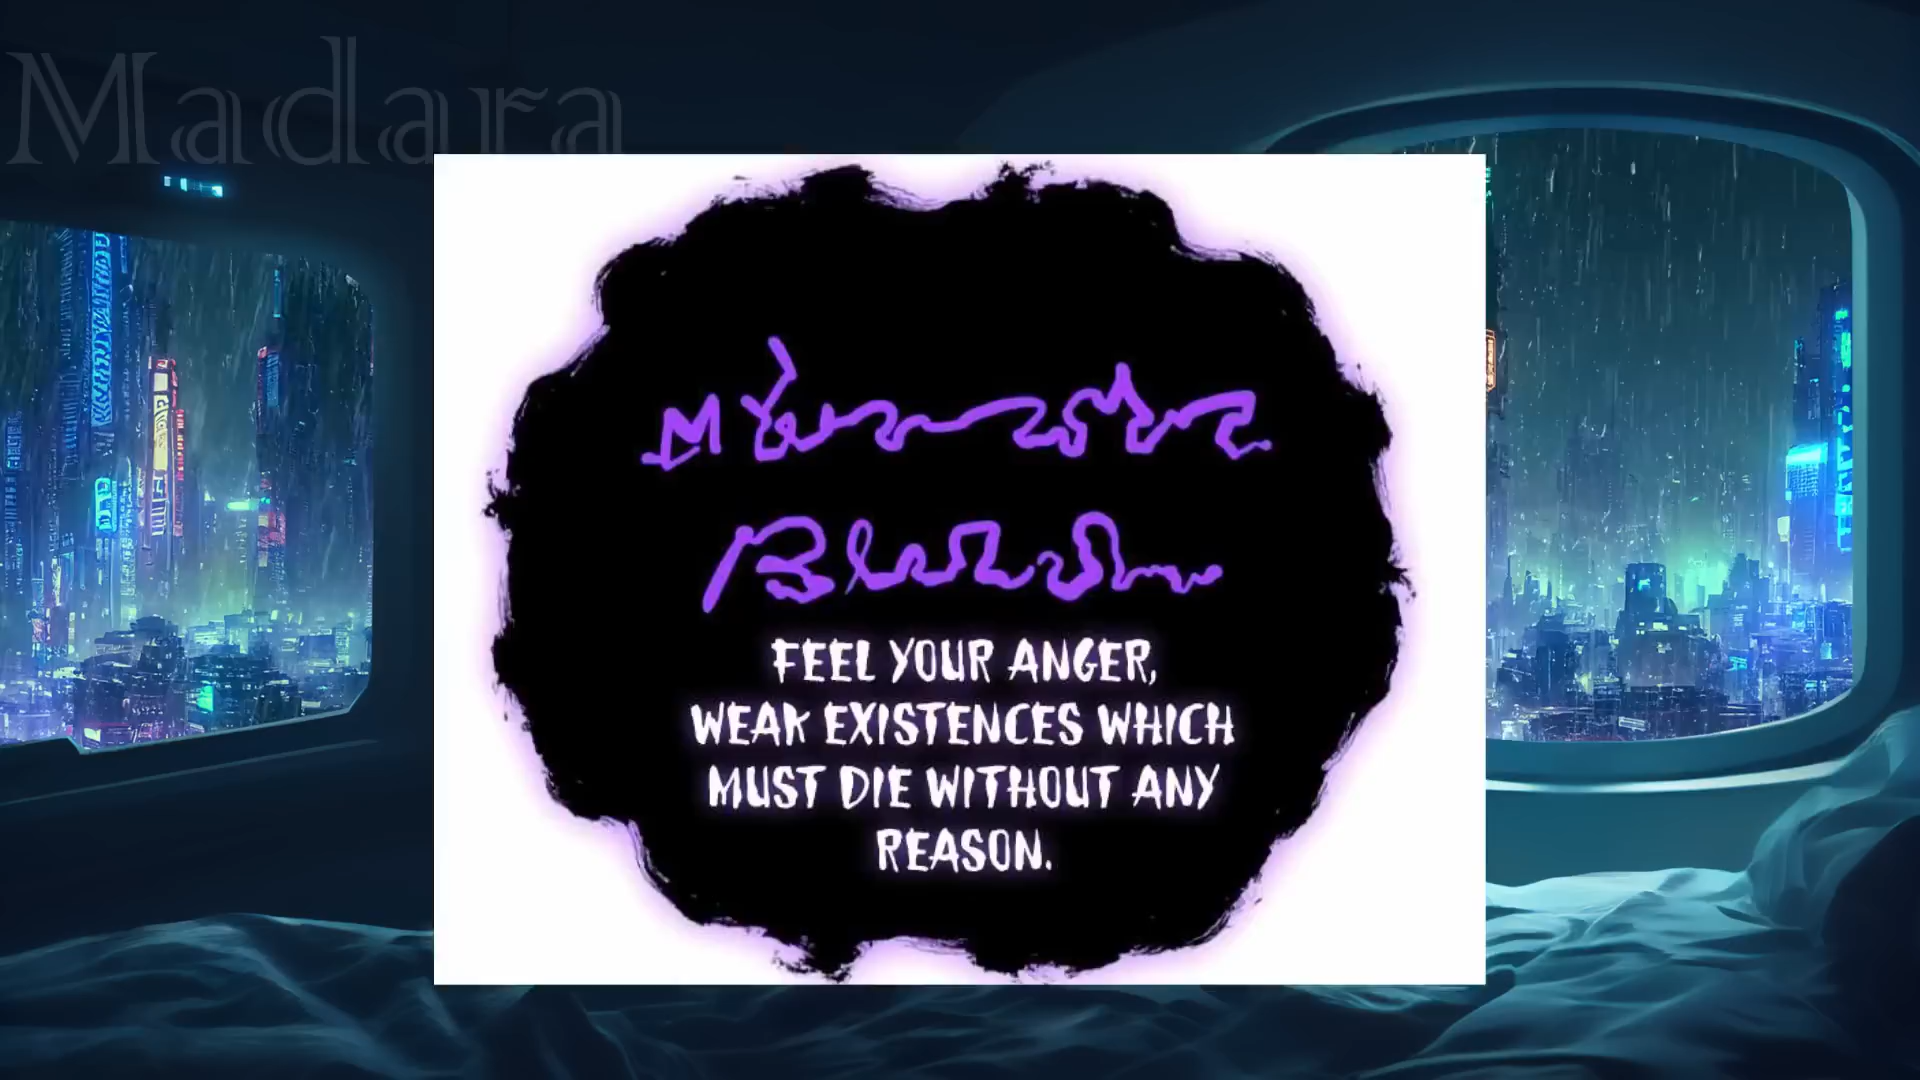 Madara
FEEL YOUR ANGER,
WEAK EXISTENCES WHICH
MUST DIE WITHOUT ANY
REASON.